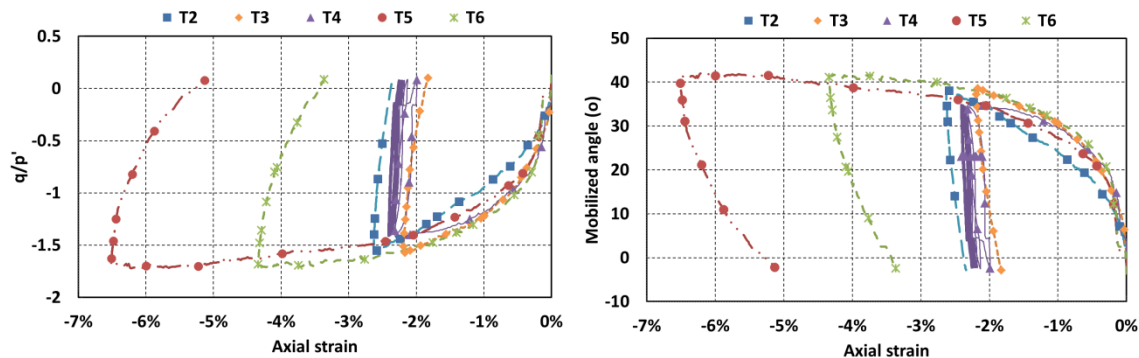 T2 T3 T4 T5 T6
0.5
0
-0.5
-1
-1.5
-2
q/p'
-7% -6% -5% -4% -3% -2% -1% 0%
Axial strain
T2 T3 T4 T5 T6
50
40
30
20
10
0
-10
Mobilized angle (o)
-7% -6% -5% -4% -3% -2% -1% 0%
Axial strain